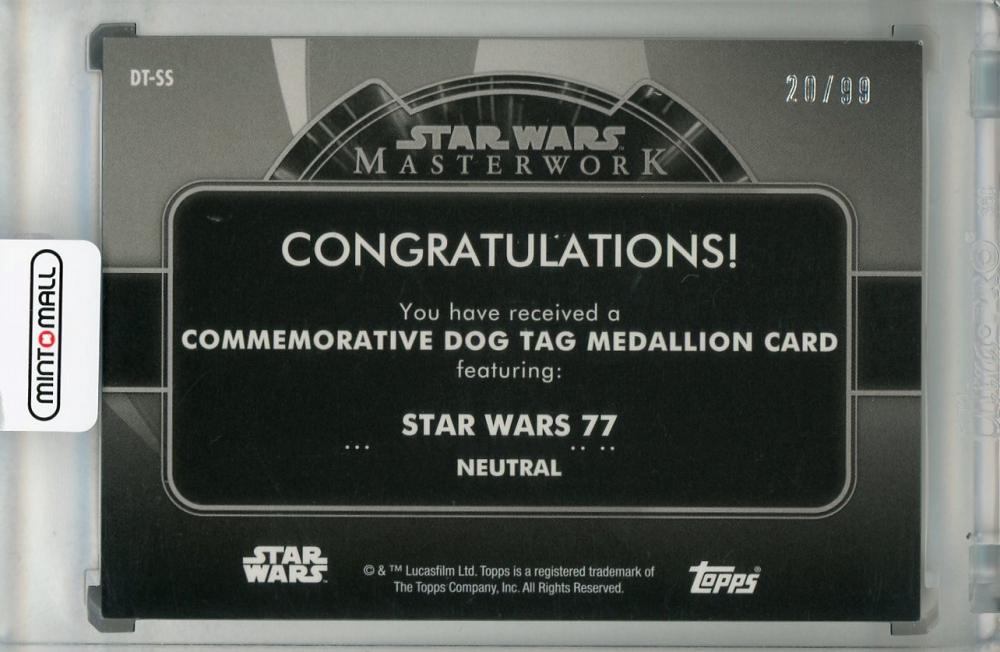 DT-SS
20/99
STAR WARS
MASTERWORK
CONGRATULATIONS!
You have received a
COMMEMORATIVE DOG TAG MEDALLION CARD
featuring:
STAR WARS 77
... .. ..
NEUTRAL
STAR WARS
© & ™ Lucasfilm Ltd. Topps is a registered trademark of
The Topps Company, Inc. All Rights Reserved.
topps®
MINTOMALL